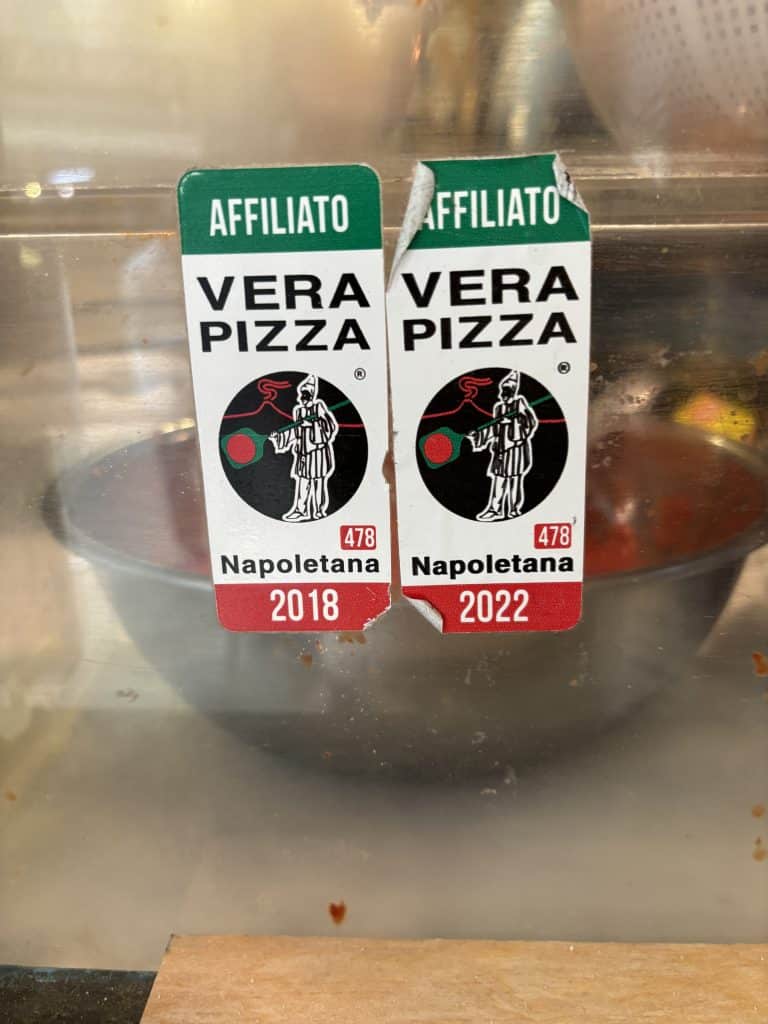 AFFILIATO
VERA
PIZZA
®
478
Napoletana
2018
AFFILIATO
VERA
PIZZA
®
478
Napoletana
2022